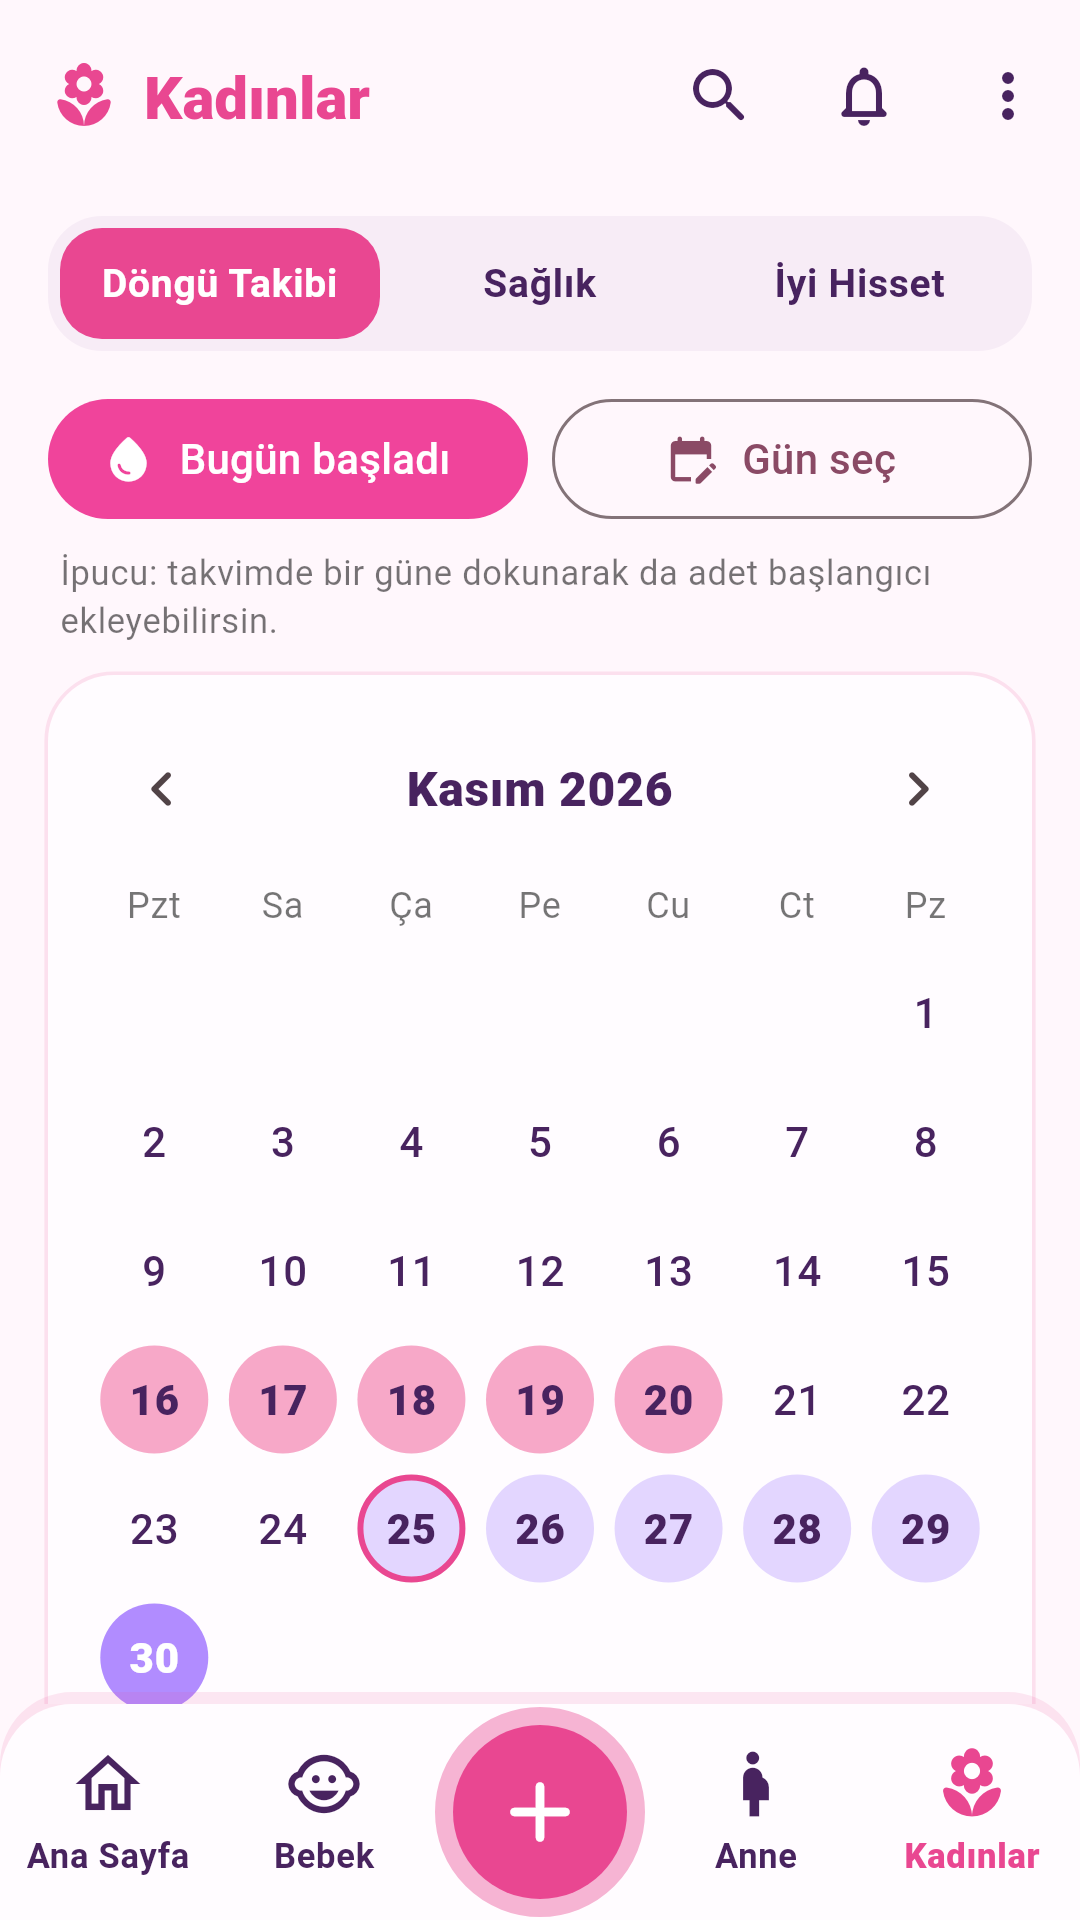 Kadınlar
Döngü Takibi Sağlık İyi Hisset
Bugün başladı Gün seç
İpucu: takvimde bir güne dokunarak da adet başlangıcı
ekleyebilirsin.
Kasım 2026
Pzt Sa Ça Pe Cu Ct Pz
1
2 3 4 5 6 7 8
9 10 11 12 13 14 15
16 17 18 19 20 21 22
23 24 25 26 27 28 29
30
Ana Sayfa Bebek Anne Kadınlar